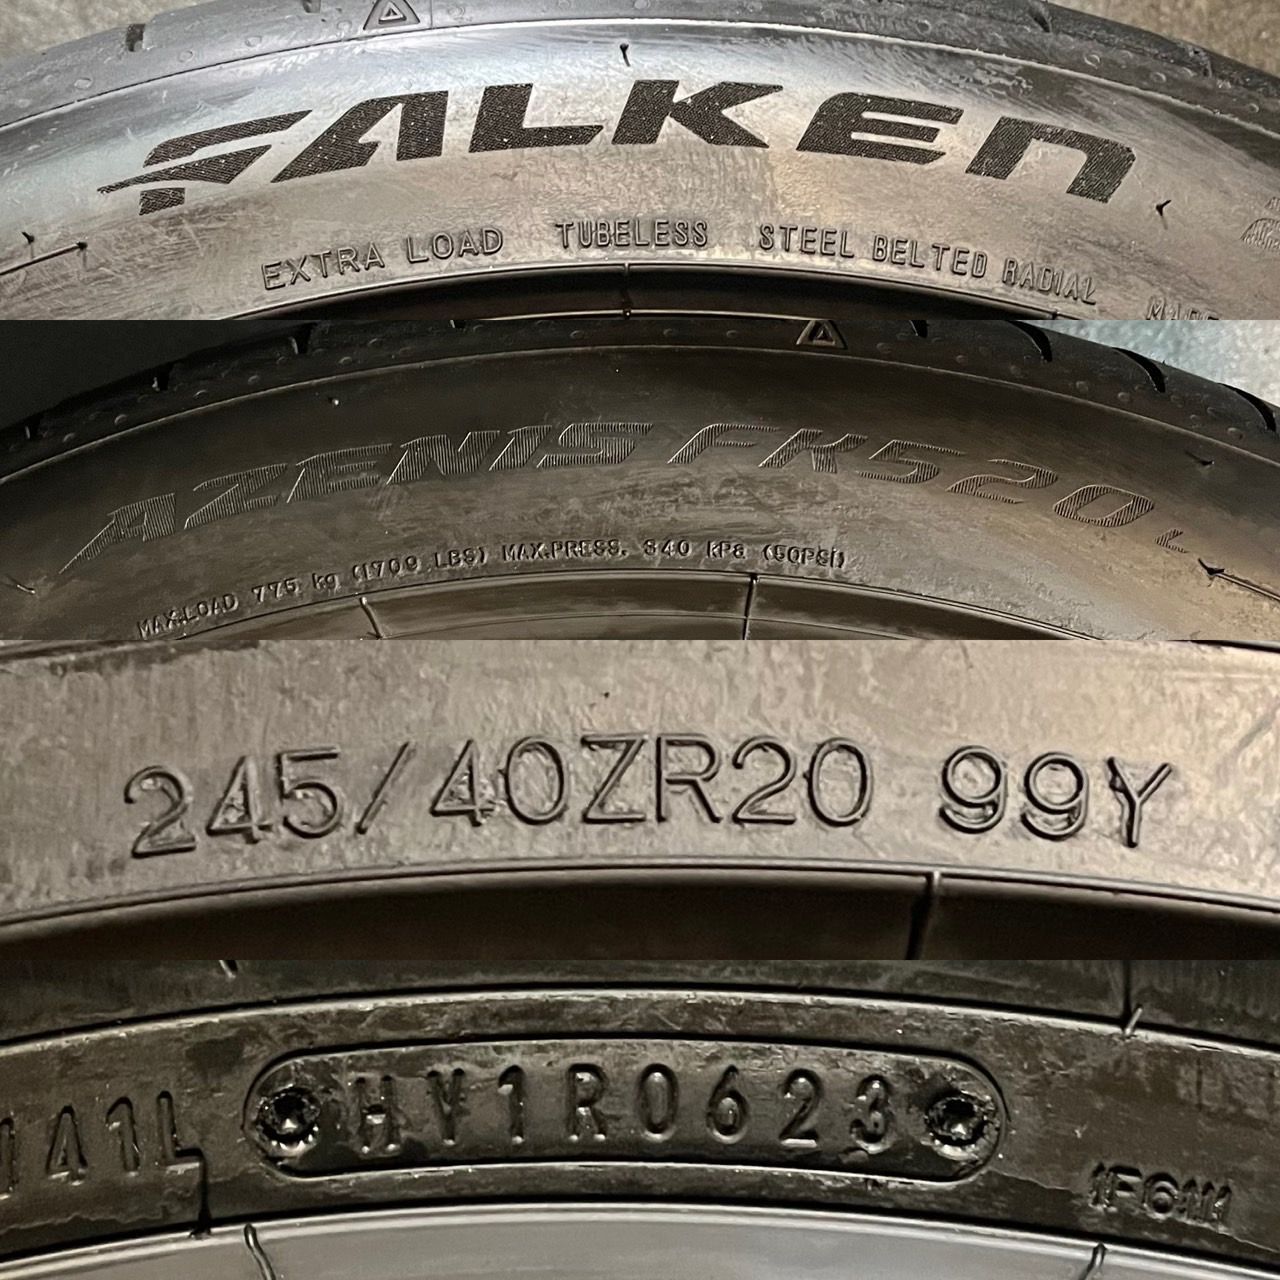 FALKEN
EXTRA LOAD TUBELESS STEEL BELTED RADIAL
AZENIS FK520L
MAX.LOAD 775 kg (1709 LBS) MAX.PRESS. 340 KPa (50PSI)
245/40ZR20 99Y
141L HY1R0623